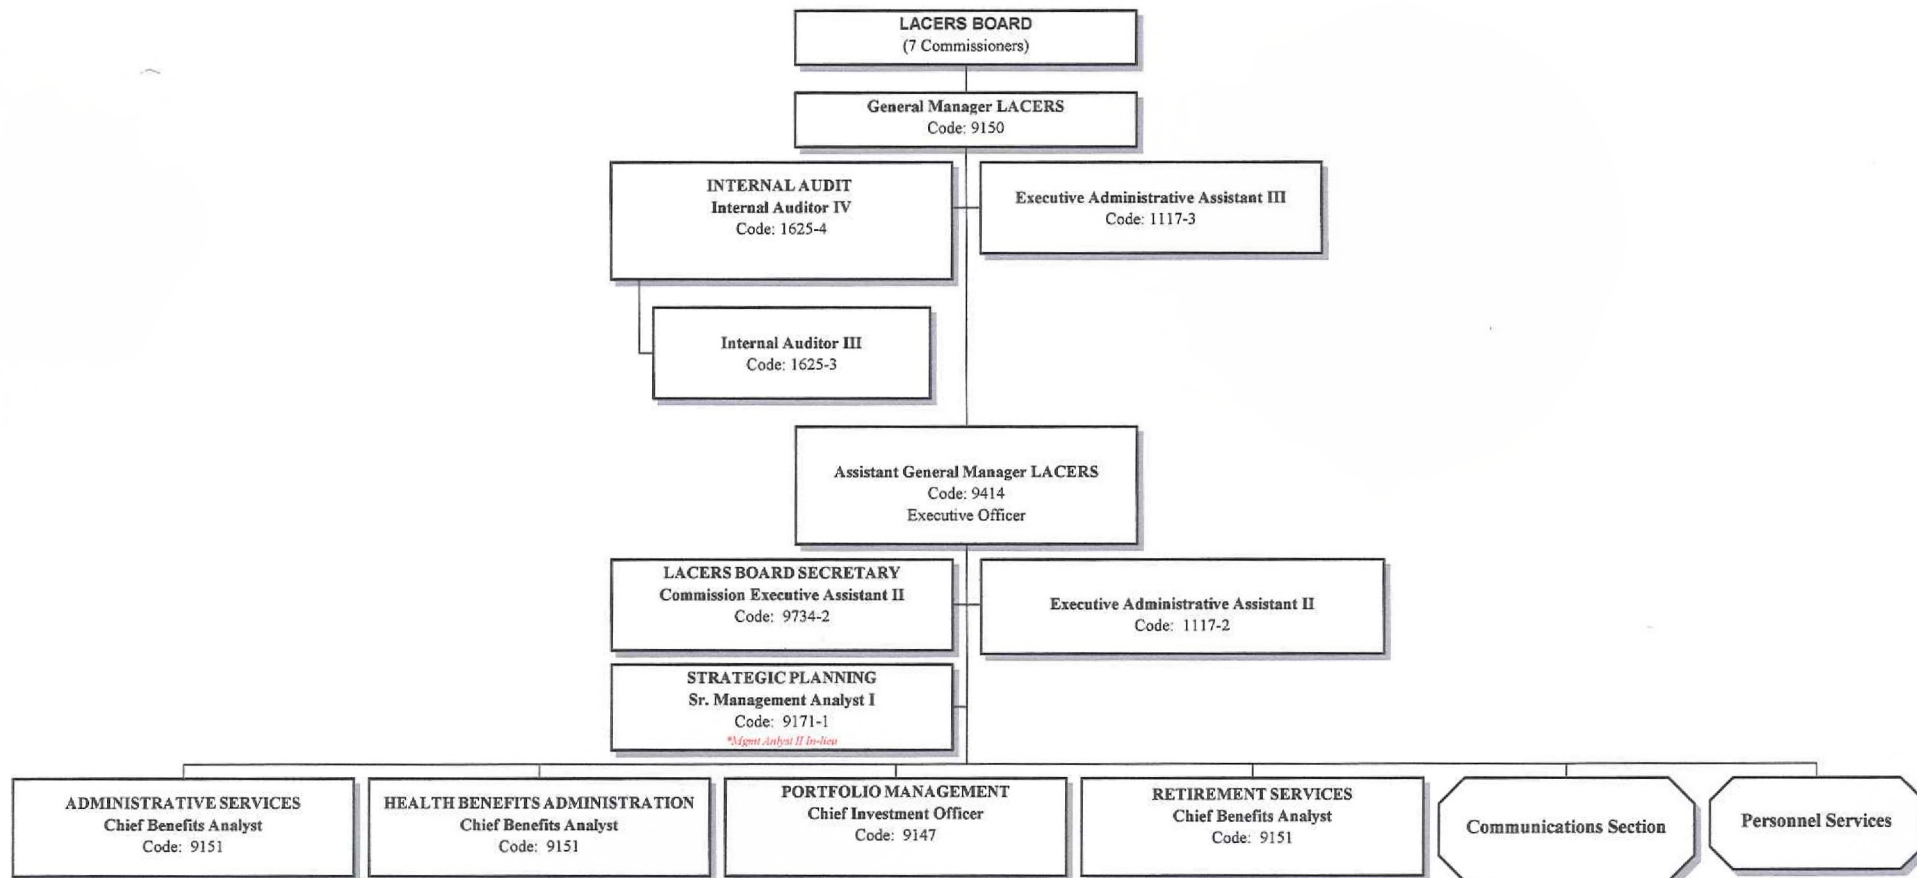 LACERS BOARD
(7 Commissioners)
General Manager LACERS
Code: 9150
INTERNAL AUDIT
Internal Auditor IV
Code: 1625-4
Executive Administrative Assistant III
Code: 1117-3
Internal Auditor III
Code: 1625-3
Assistant General Manager LACERS
Code: 9414
Executive Officer
LACERS BOARD SECRETARY
Commission Executive Assistant II
Code: 9734-2
Executive Administrative Assistant II
Code: 1117-2
STRATEGIC PLANNING
Sr. Management Analyst I
Code: 9171-1
*Mgmt Anlyst II In-lieu
ADMINISTRATIVE SERVICES
Chief Benefits Analyst
Code: 9151
HEALTH BENEFITS ADMINISTRATION
Chief Benefits Analyst
Code: 9151
PORTFOLIO MANAGEMENT
Chief Investment Officer
Code: 9147
RETIREMENT SERVICES
Chief Benefits Analyst
Code: 9151
Communications Section
Personnel Services